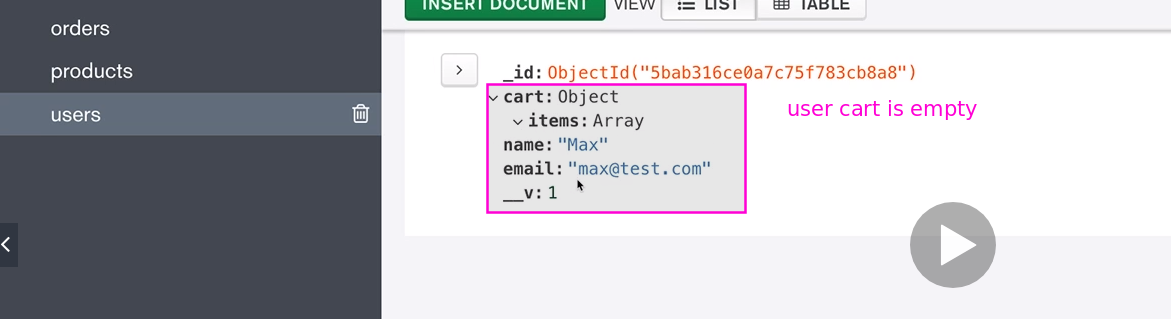 orders
products
users
INSERT DOCUMENT VIEW LIST TABLE
_id: ObjectId("5bab316ce0a7c75f783cb8a8")
cart: Object
items: Array
name: "Max"
email: "max@test.com"
__v: 1
user cart is empty